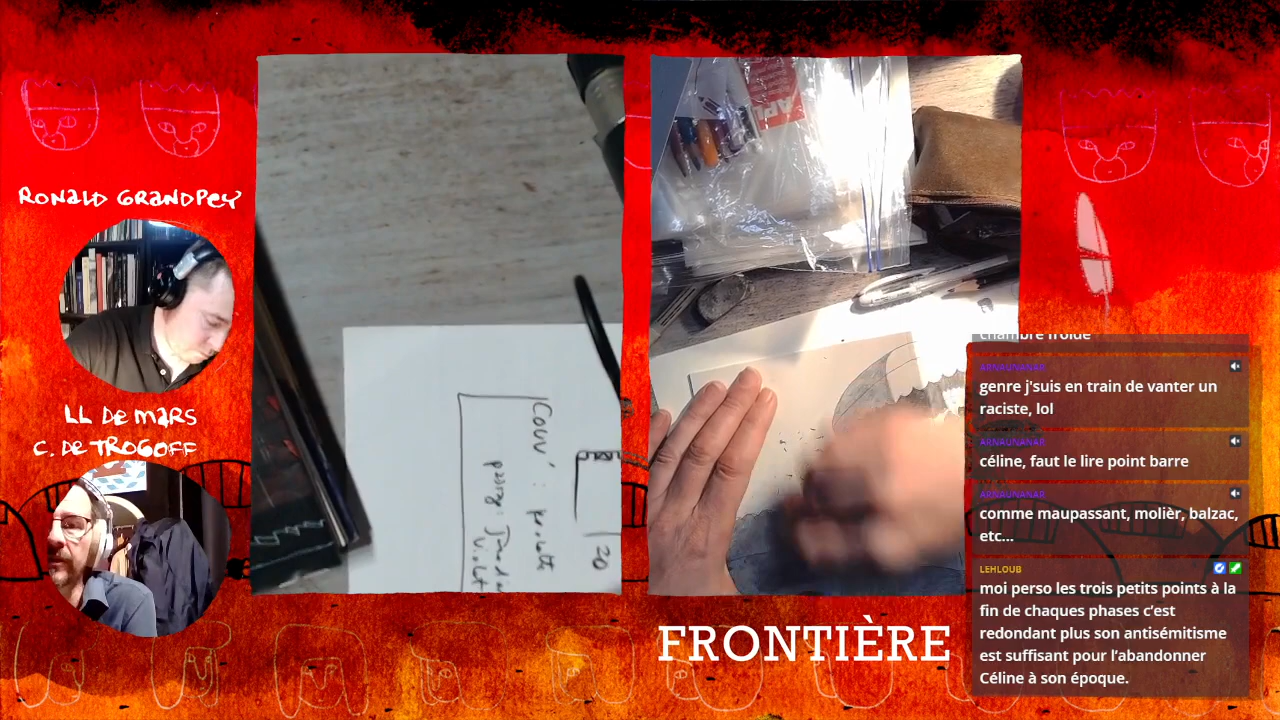 RONALD GRANDPEY
LL DE MARS
C. DE TROGOFF
Couv' :
20
FRONTIÈRE
chambre froide
ARNAUNANAR
genre j'suis en train de vanter un
raciste, lol
ARNAUNANAR
céline, faut le lire point barre
ARNAUNANAR
comme maupassant, molièr, balzac,
etc...
LEHLOUB
moi perso les trois petits points à la
fin de chaques phases c'est
redondant plus son antisémitisme
est suffisant pour l'abandonner
Céline à son époque.